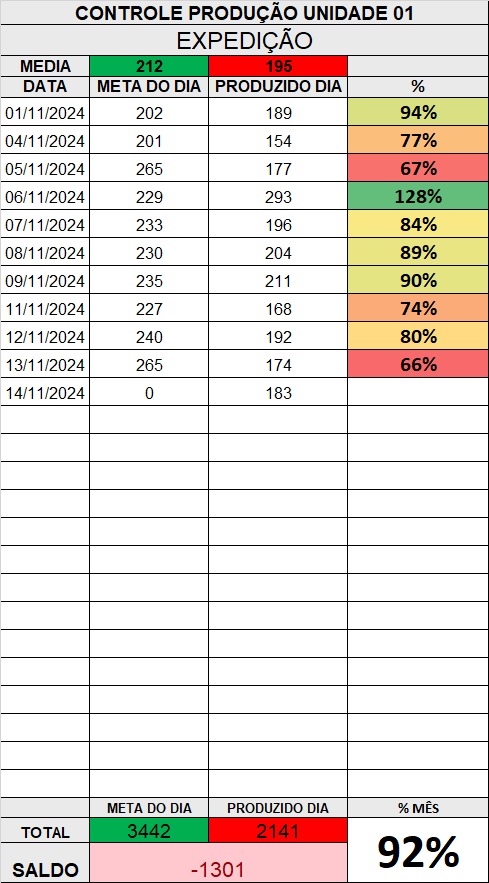 CONTROLE PRODUÇÃO UNIDADE 01
EXPEDIÇÃO
MEDIA 212 195
DATA META DO DIA PRODUZIDO DIA %
01/11/2024 202 189 94%
04/11/2024 201 154 77%
05/11/2024 265 177 67%
06/11/2024 229 293 128%
07/11/2024 233 196 84%
08/11/2024 230 204 89%
09/11/2024 235 211 90%
11/11/2024 227 168 74%
12/11/2024 240 192 80%
13/11/2024 265 174 66%
14/11/2024 0 183
META DO DIA PRODUZIDO DIA % MÊS
TOTAL 3442 2141 92%
SALDO -1301